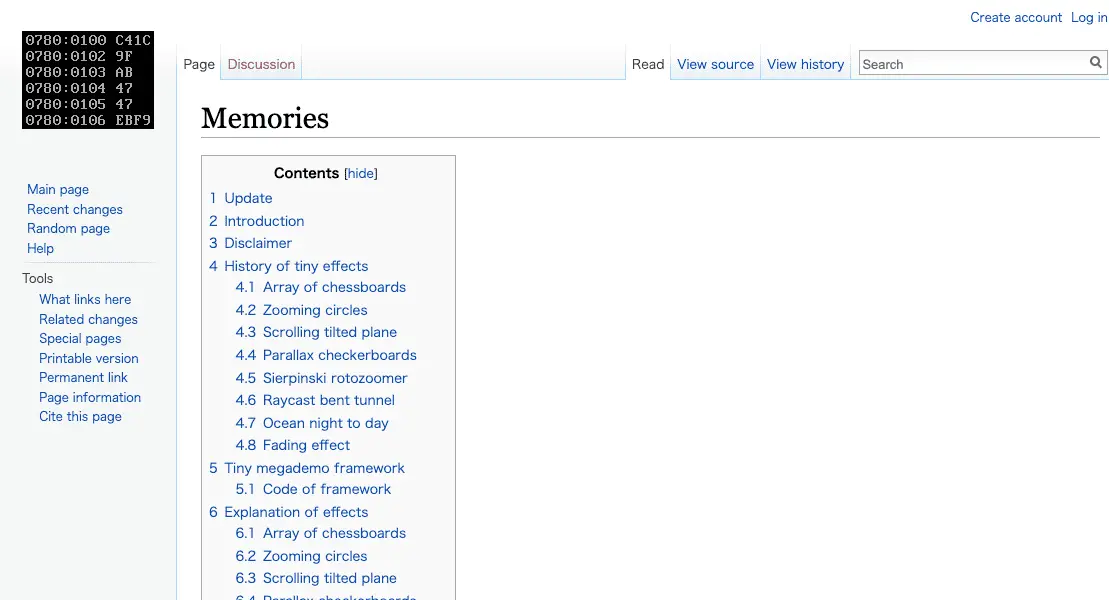 Create account Log in
0780:0100 C41C
0780:0102 9F
0780:0103 AB
0780:0104 47
0780:0105 47
0780:0106 EBF9
Page Discussion Read View source View history Search
Memories
Main page
Recent changes
Random page
Help
Tools
What links here
Related changes
Special pages
Printable version
Permanent link
Page information
Cite this page
Contents [hide]
1 Update
2 Introduction
3 Disclaimer
4 History of tiny effects
4.1 Array of chessboards
4.2 Zooming circles
4.3 Scrolling tilted plane
4.4 Parallax checkerboards
4.5 Sierpinski rotozoomer
4.6 Raycast bent tunnel
4.7 Ocean night to day
4.8 Fading effect
5 Tiny megademo framework
5.1 Code of framework
6 Explanation of effects
6.1 Array of chessboards
6.2 Zooming circles
6.3 Scrolling tilted plane
6.4 Parallax checkerboards